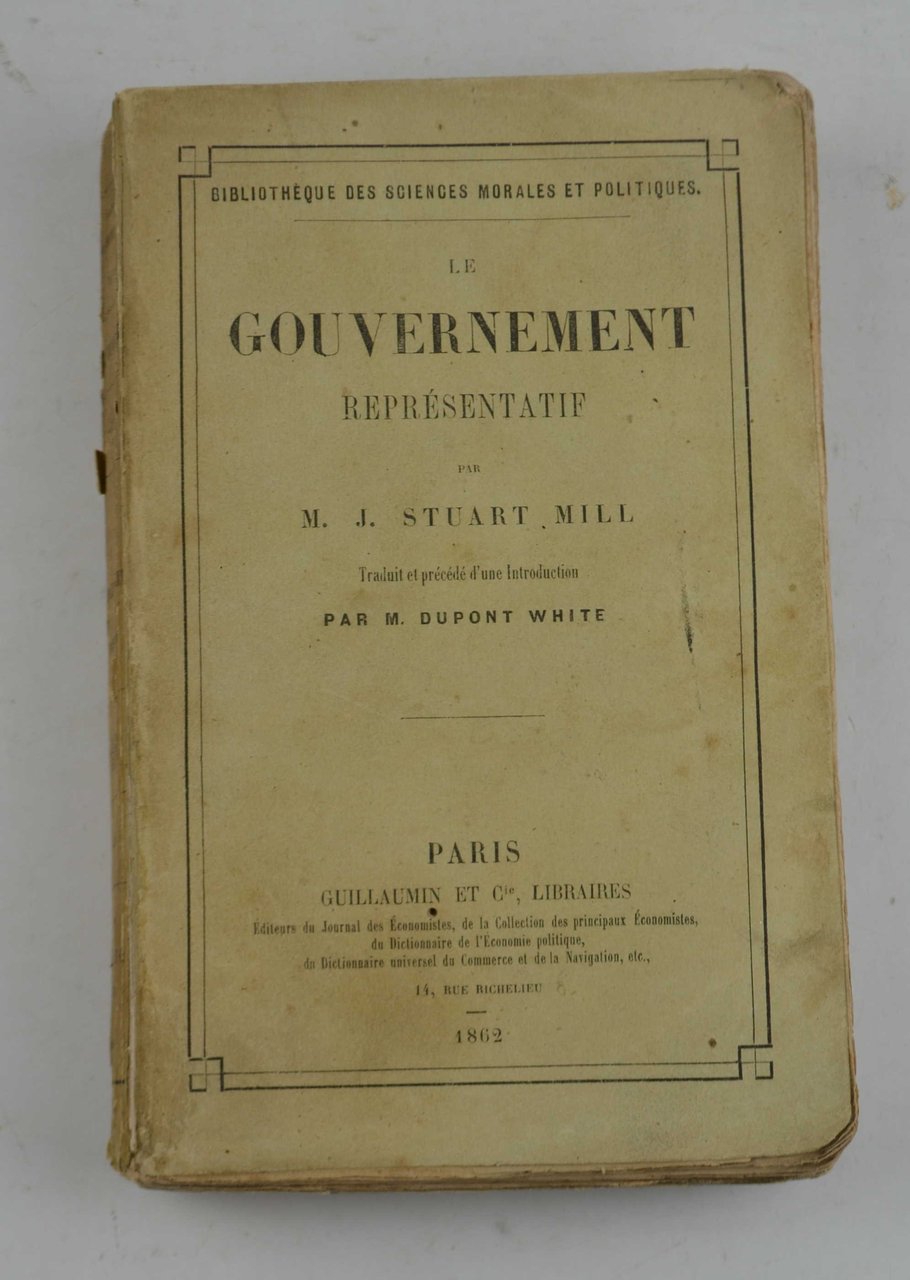 BIBLIOTHÈQUE DES SCIENCES MORALES ET POLITIQUES.
LE
GOUVERNEMENT
REPRÉSENTATIF
PAR
M. J. STUART MILL
Traduit et précédé d'une Introduction
PAR M. DUPONT WHITE
PARIS
GUILLAUMIN ET Cie, LIBRAIRES
Éditeurs du Journal des Économistes, de la Collection des principaux Économistes,
du Dictionnaire de l'Économie politique,
du Dictionnaire universel du Commerce et de la Navigation, etc.,
14, RUE RICHELIEU
1862